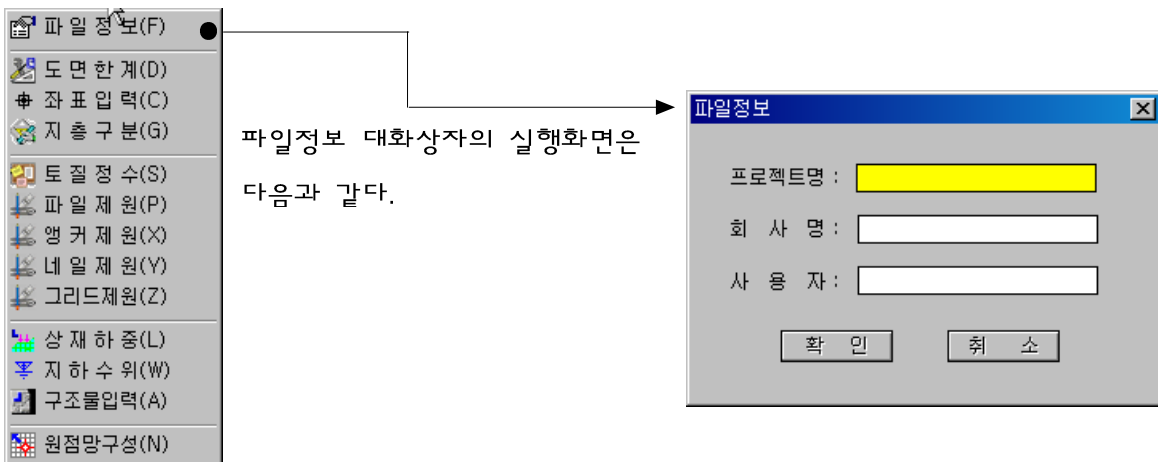 파 일 정 보(F)
도 면 한 계(D)
좌 표 입 력(C)
지 층 구 분(G)
토 질 정 수(S)
파 일 제 원(P)
앵 커 제 원(X)
네 일 제 원(Y)
그리드제원(Z)
상 재 하 중(L)
지 하 수 위(W)
구조물입력(A)
원점망구성(N)
파일정보 대화상자의 실행화면은
다음과 같다.
파일정보
프로젝트명 :
회 사 명 :
사 용 자 :
확 인
취 소